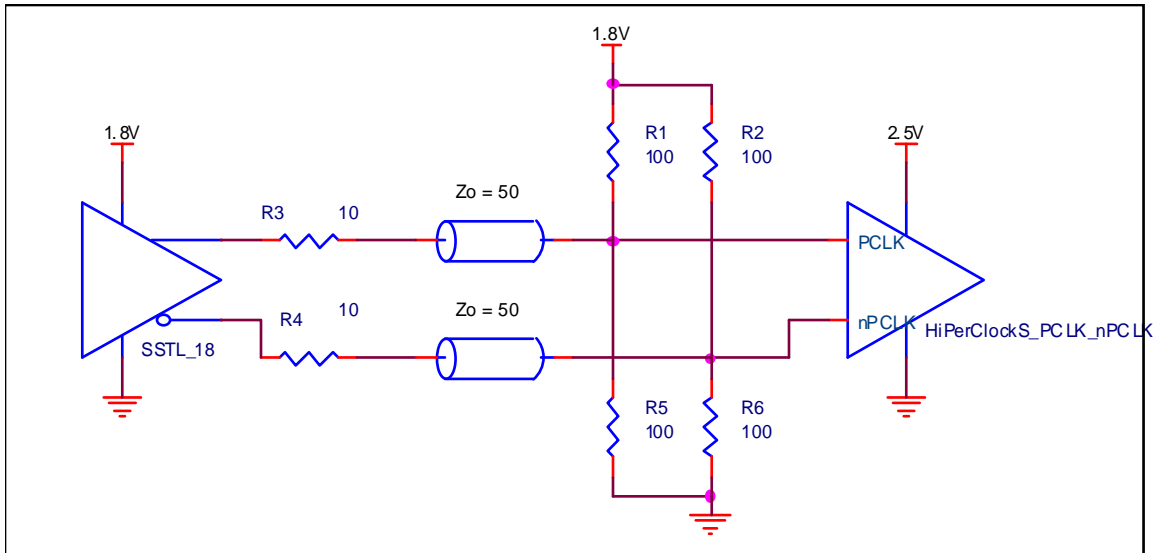 1.8V
1.8V
R1
100
R2
100
2.5V
R3 10
Zo = 50
PCLK
R4 10
Zo = 50
nPCLK
SSTL_18
HiPerClockS_PCLK_nPCLK
R5
100
R6
100